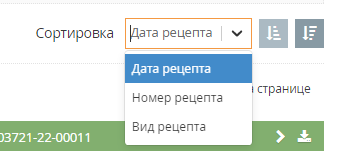 Сортировка Дата рецепта
Дата рецепта
странице
Номер рецепта
Вид рецепта
03721-22-00011